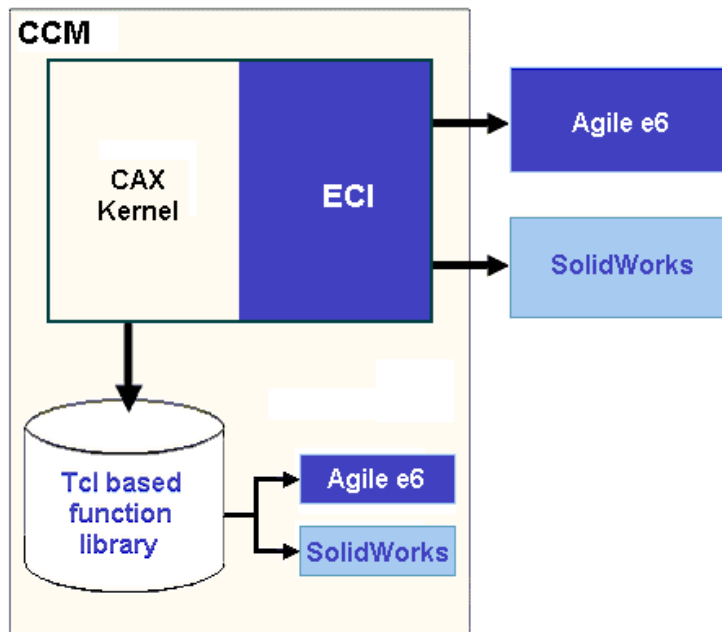 CCM
CAX
Kernel
ECI
Agile e6
SolidWorks
Tcl based
function
library
Agile e6
SolidWorks